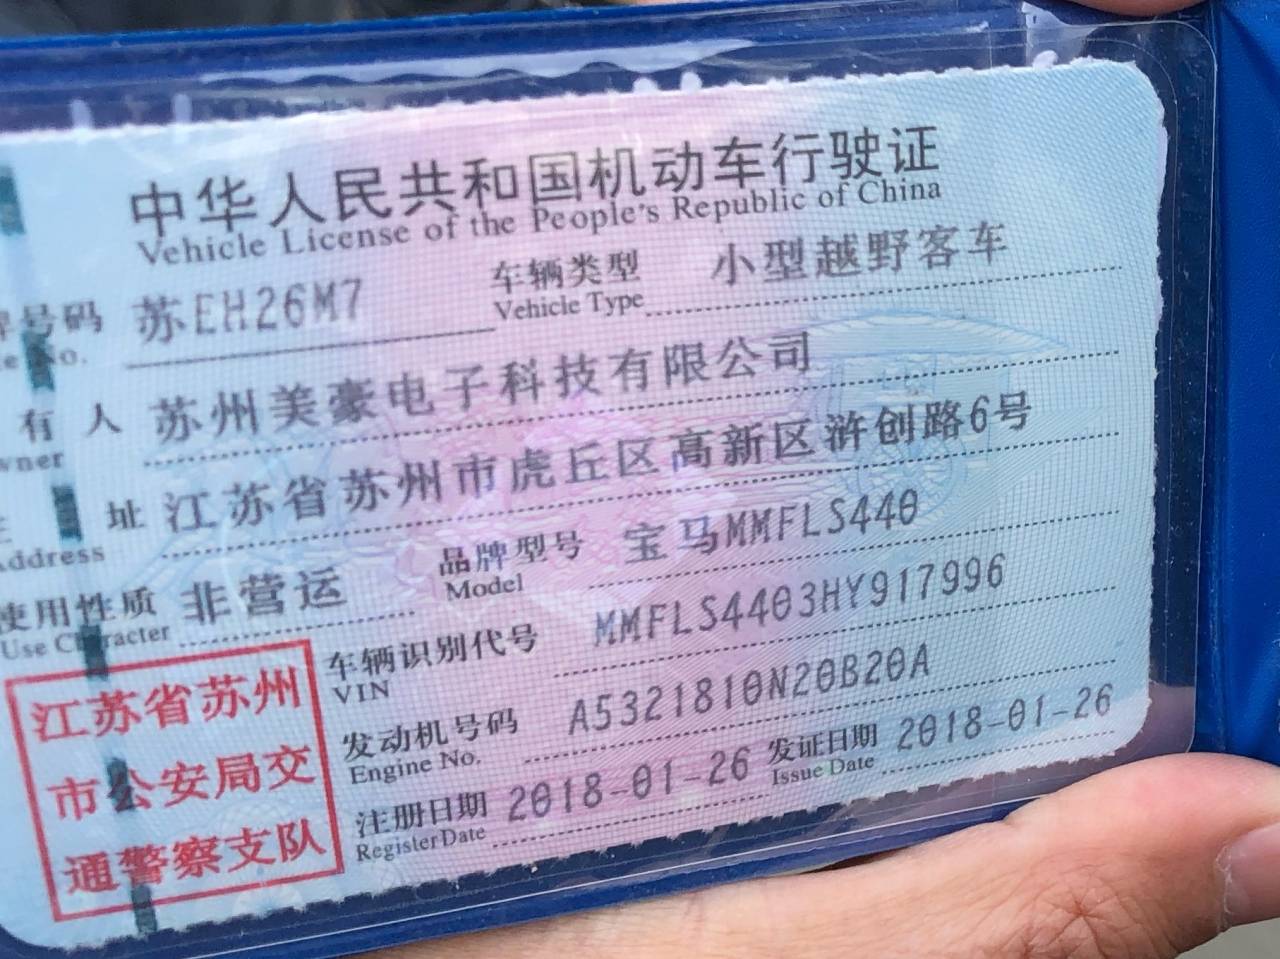 中华人民共和国机动车行驶证
Vehicle License of the People's Republic of China
号码 苏EH26M7 车辆类型 小型越野客车
No. Vehicle Type
有人 苏州美豪电子科技有限公司
wner
址 江苏省苏州市虎丘区高新区浒创路6号
Address
使用性质 非营运 品牌型号 宝马MMFLS440
Use Character Model
车辆识别代号 MMFLS4403HY917996
VIN
发动机号码 A5321810N20B20A
Engine No.
注册日期 2018-01-26 发证日期 2018-01-26
Register Date Issue Date
江苏省苏州
市公安局交
通警察支队